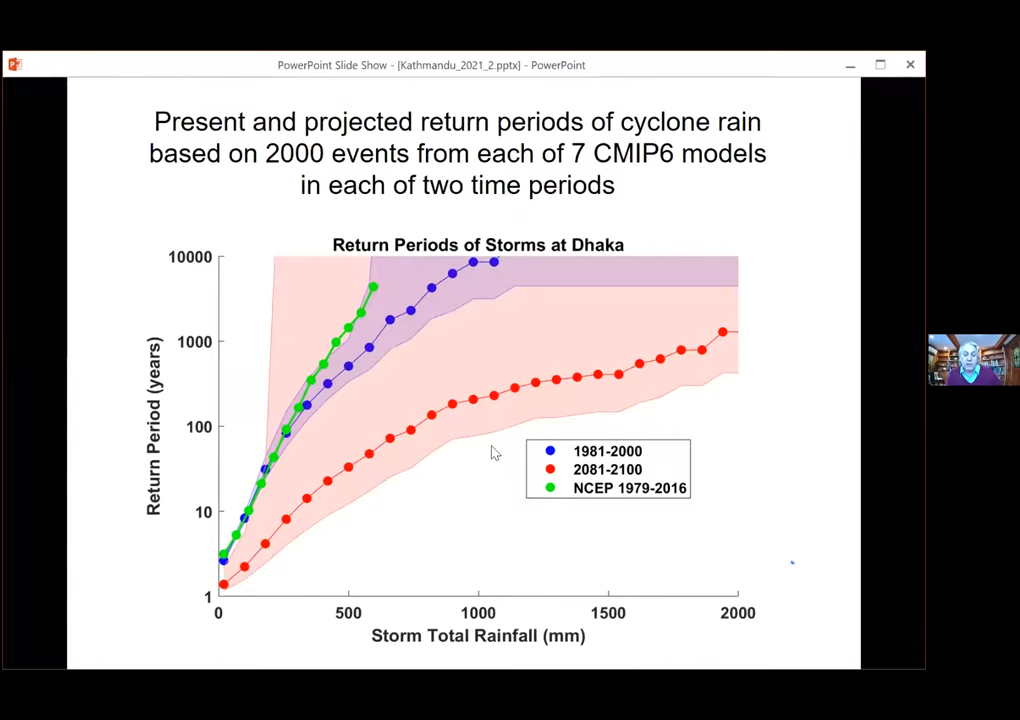 PowerPoint Slide Show - [Kathmandu_2021_2.pptx] - PowerPoint
Present and projected return periods of cyclone rain
based on 2000 events from each of 7 CMIP6 models
in each of two time periods
Return Periods of Storms at Dhaka
10000
1000
100
10
1
Return Period (years)
1981-2000
2081-2100
NCEP 1979-2016
0 500 1000 1500 2000
Storm Total Rainfall (mm)